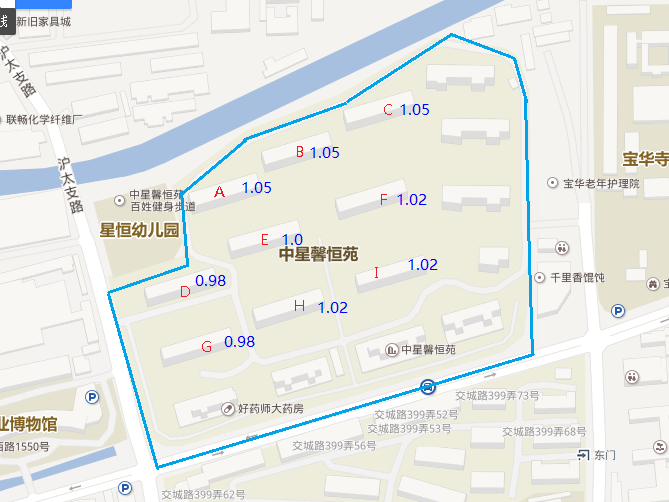 线
新旧家具城
沪太支路
联畅化学纤维厂
C 1.05
B 1.05
宝华寺
沪太支路
中星馨恒苑
百姓健身步道
A 1.05
宝华老年护理院
F 1.02
星恒幼儿园
E 1.0
中星馨恒苑
I 1.02
千里香馄饨
宝
D 0.98
H 1.02
P
G 0.98
中星馨恒苑
P
好药师大药房
交城路399弄73号
业博物馆
交城路399弄52号
交城路399弄53号
交城路399弄68号
西路1550号
交城路399弄56号
东门
P
交城路399弄62号